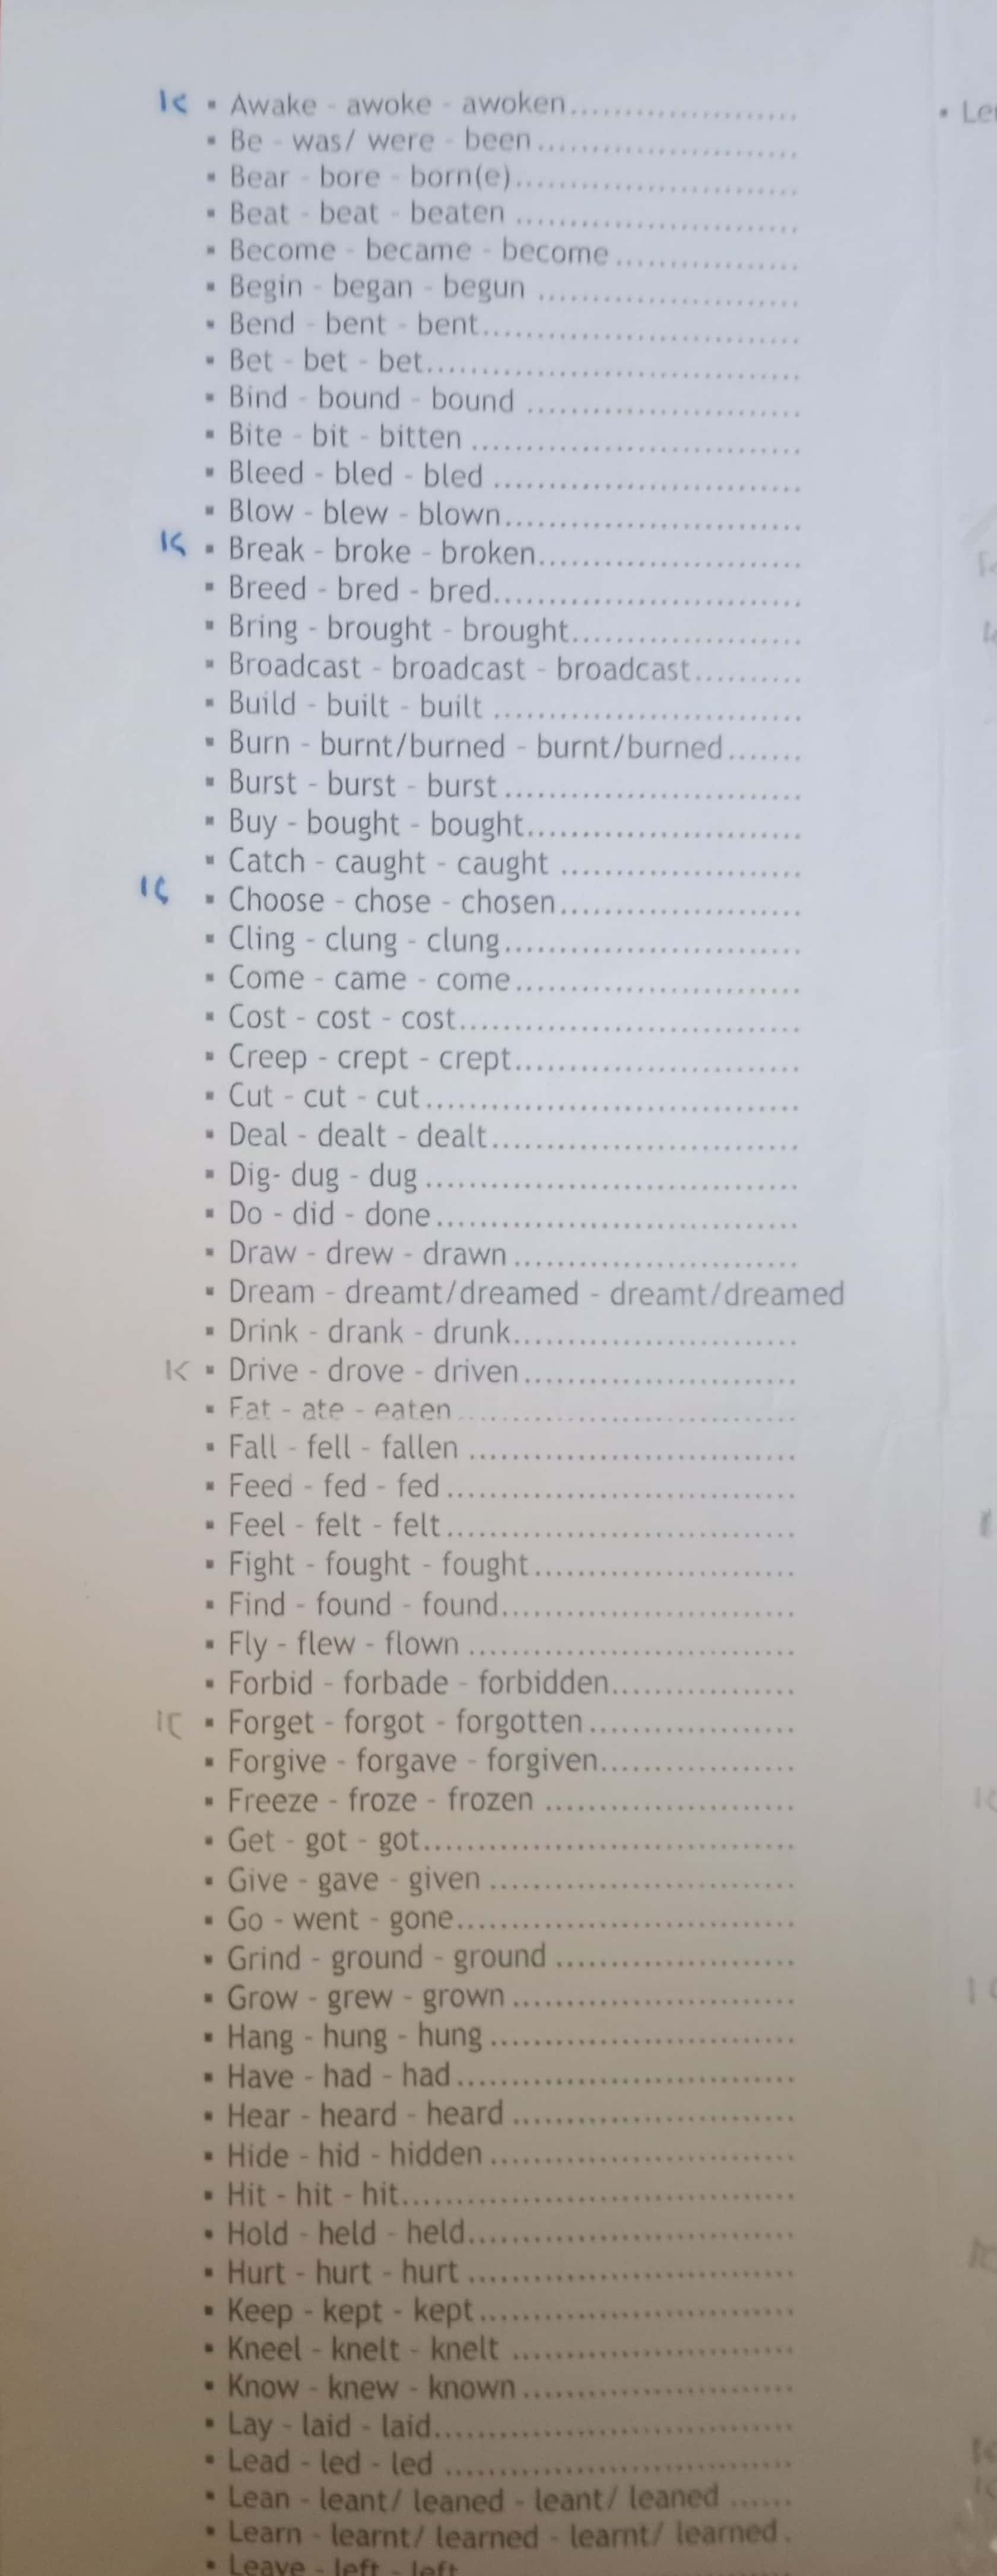 ▪ Awake - awoke - awoken........................
▪ Be - was/ were - been............................
▪ Bear - bore - born(e)..............................
▪ Beat - beat - beaten ..............................
▪ Become - became - become..................
▪ Begin - began - begun ...........................
▪ Bend - bent - bent.................................
▪ Bet - bet - bet.......................................
▪ Bind - bound - bound ............................
▪ Bite - bit - bitten ..................................
▪ Bleed - bled - bled ................................
▪ Blow - blew - blown...............................
▪ Break - broke - broken...........................
▪ Breed - bred - bred................................
▪ Bring - brought - brought.......................
▪ Broadcast - broadcast - broadcast..........
▪ Build - built - built ................................
▪ Burn - burnt/burned - burnt/burned.......
▪ Burst - burst - burst ..............................
▪ Buy - bought - bought............................
▪ Catch - caught - caught .........................
▪ Choose - chose - chosen.........................
▪ Cling - clung - clung...............................
▪ Come - came - come..............................
▪ Cost - cost - cost...................................
▪ Creep - crept - crept..............................
▪ Cut - cut - cut.......................................
▪ Deal - dealt - dealt................................
▪ Dig- dug - dug .......................................
▪ Do - did - done......................................
▪ Draw - drew - drawn ..............................
▪ Dream - dreamt/dreamed - dreamt/dreamed
▪ Drink - drank - drunk..............................
▪ Drive - drove - driven.............................
▪ Eat - ate - eaten....................................
▪ Fall - fell - fallen ..................................
▪ Feed - fed - fed.....................................
▪ Feel - felt - felt.....................................
▪ Fight - fought - fought...........................
▪ Find - found - found...............................
▪ Fly - flew - flown ..................................
▪ Forbid - forbade - forbidden...................
▪ Forget - forgot - forgotten .....................
▪ Forgive - forgave - forgiven....................
▪ Freeze - froze - frozen ..........................
▪ Get - got - got.......................................
▪ Give - gave - given ................................
▪ Go - went - gone....................................
▪ Grind - ground - ground .........................
▪ Grow - grew - grown ..............................
▪ Hang - hung - hung ................................
▪ Have - had - had ....................................
▪ Hear - heard - heard ..............................
▪ Hide - hid - hidden ................................
▪ Hit - hit - hit.........................................
▪ Hold - held - held...................................
▪ Hurt - hurt - hurt ...................................
▪ Keep - kept - kept..................................
▪ Kneel - knelt - knelt ..............................
▪ Know - knew - known .............................
▪ Lay - laid - laid......................................
▪ Lead - led - led .....................................
▪ Lean - leant/ leaned - leant/ leaned ......
▪ Learn - learnt/ learned - learnt/ learned .
▪ Leave - left - left